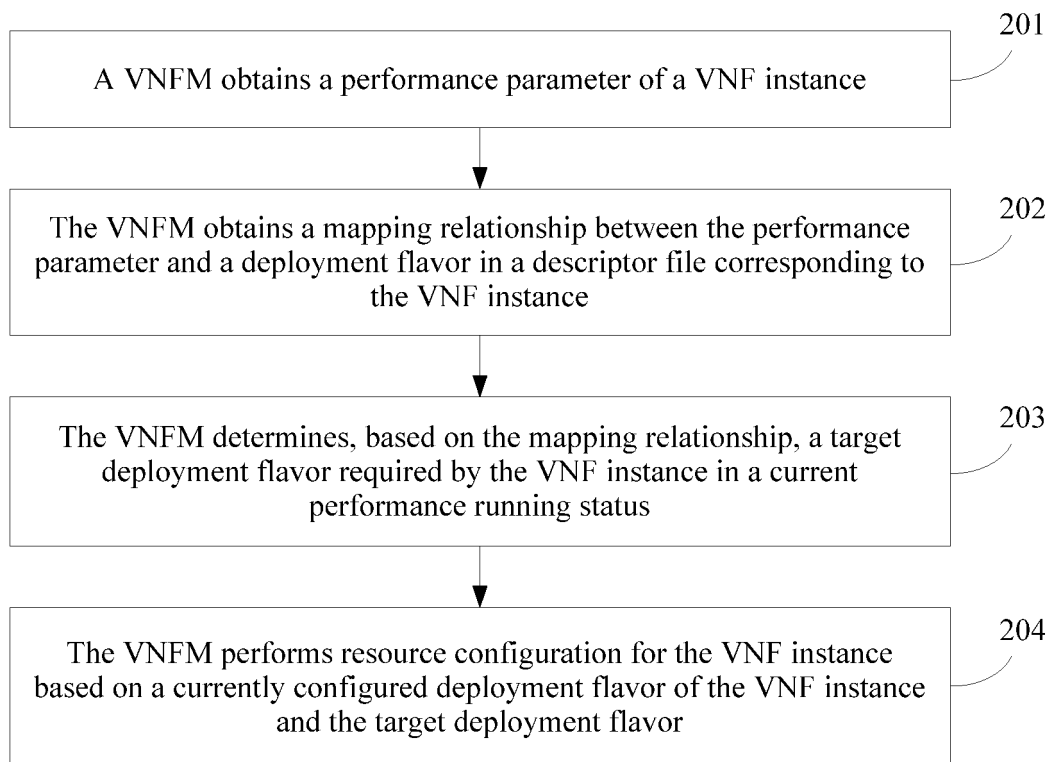 201
A VNFM obtains a performance parameter of a VNF instance
202
The VNFM obtains a mapping relationship between the performance
parameter and a deployment flavor in a descriptor file corresponding to
the VNF instance
203
The VNFM determines, based on the mapping relationship, a target
deployment flavor required by the VNF instance in a current
performance running status
204
The VNFM performs resource configuration for the VNF instance
based on a currently configured deployment flavor of the VNF instance
and the target deployment flavor